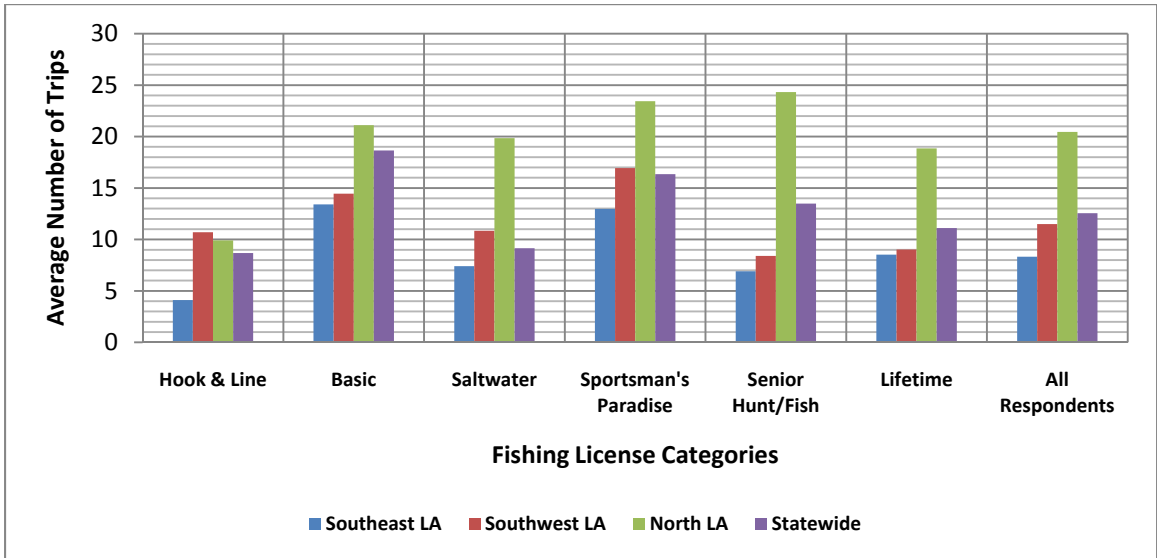 Average Number of Trips
30
25
20
15
10
5
0
Hook & Line
Basic
Saltwater
Sportsman's
Paradise
Senior
Hunt/Fish
Lifetime
All
Respondents
Fishing License Categories
Southeast LA
Southwest LA
North LA
Statewide